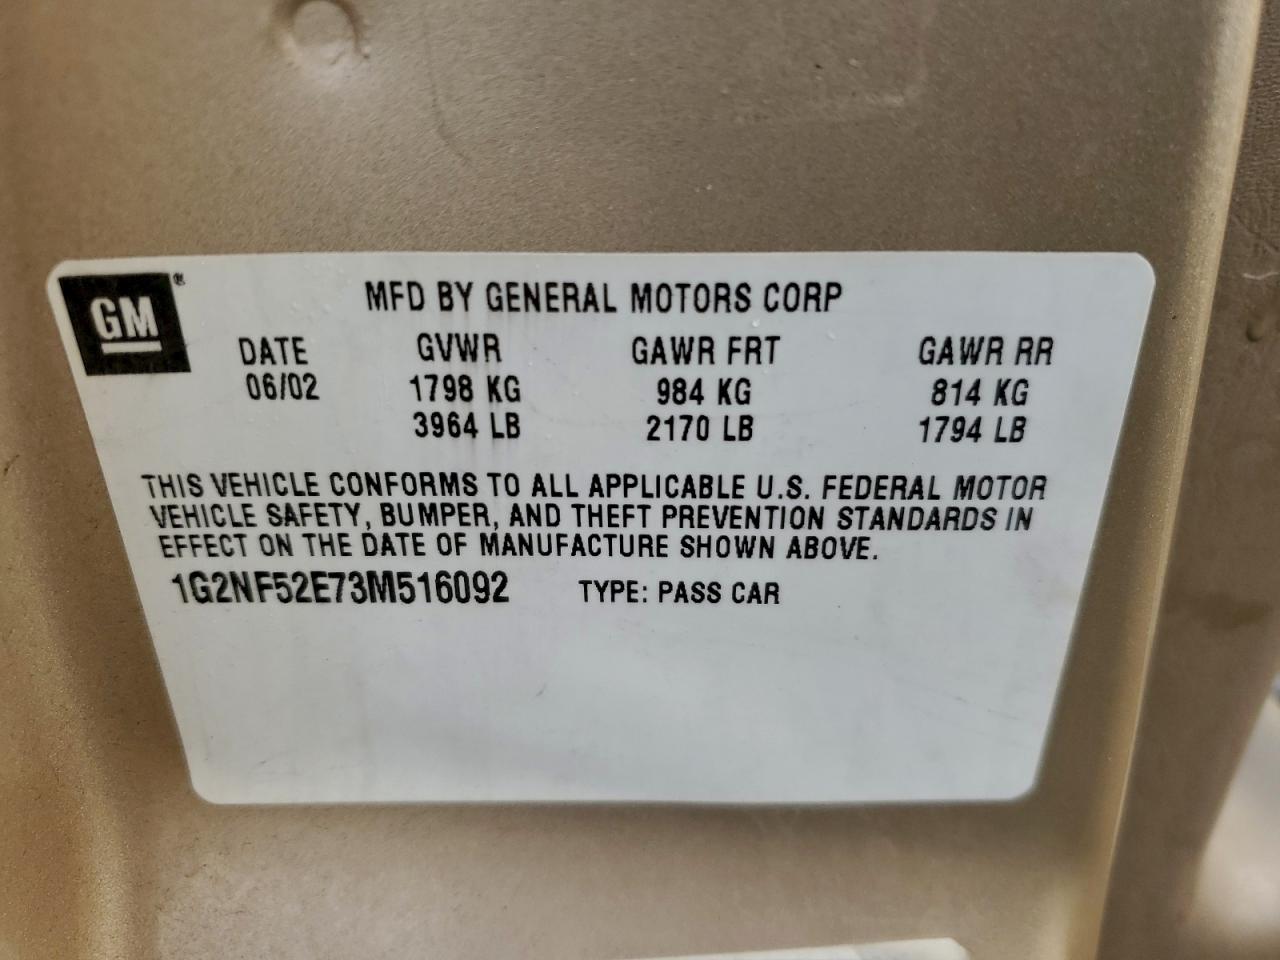 GM ®
MFD BY GENERAL MOTORS CORP
DATE GVWR GAWR FRT GAWR RR
06/02 1798 KG 984 KG 814 KG
3964 LB 2170 LB 1794 LB
THIS VEHICLE CONFORMS TO ALL APPLICABLE U.S. FEDERAL MOTOR
VEHICLE SAFETY, BUMPER, AND THEFT PREVENTION STANDARDS IN
EFFECT ON THE DATE OF MANUFACTURE SHOWN ABOVE.
1G2NF52E73M516092 TYPE: PASS CAR